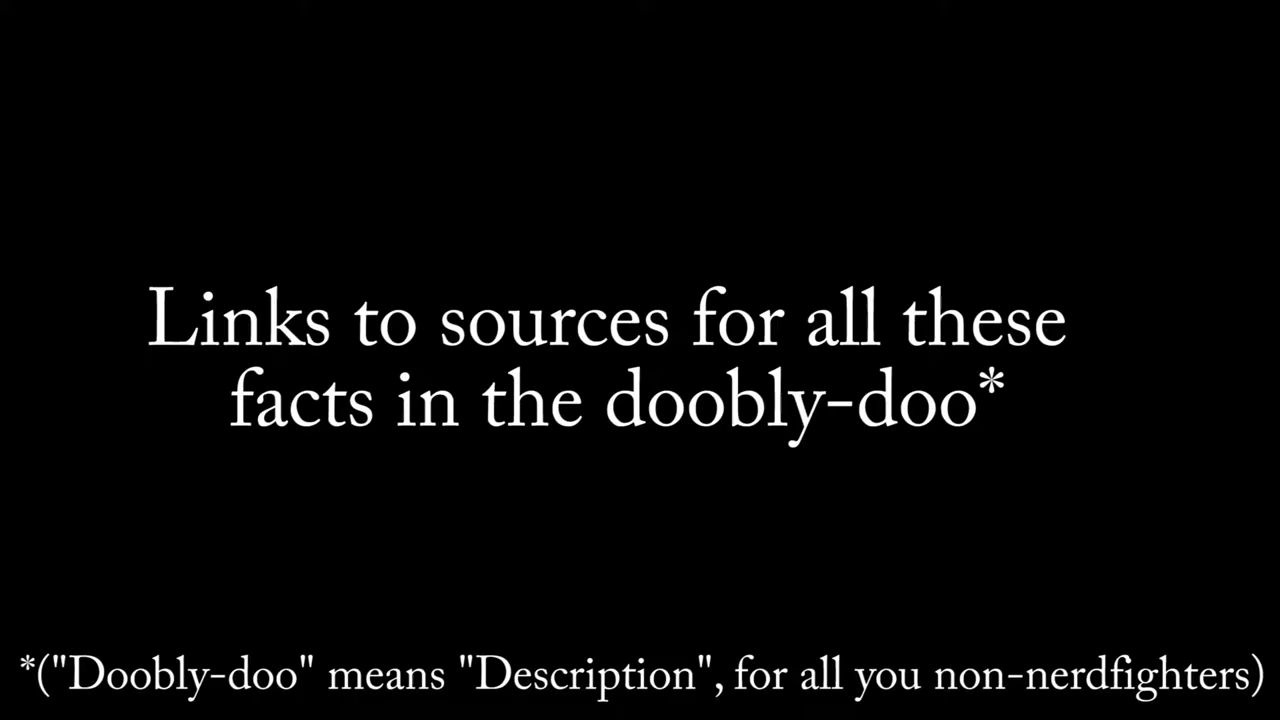 Links to sources for all these
facts in the doobly-doo*
*("Doobly-doo" means "Description", for all you non-nerdfighters)